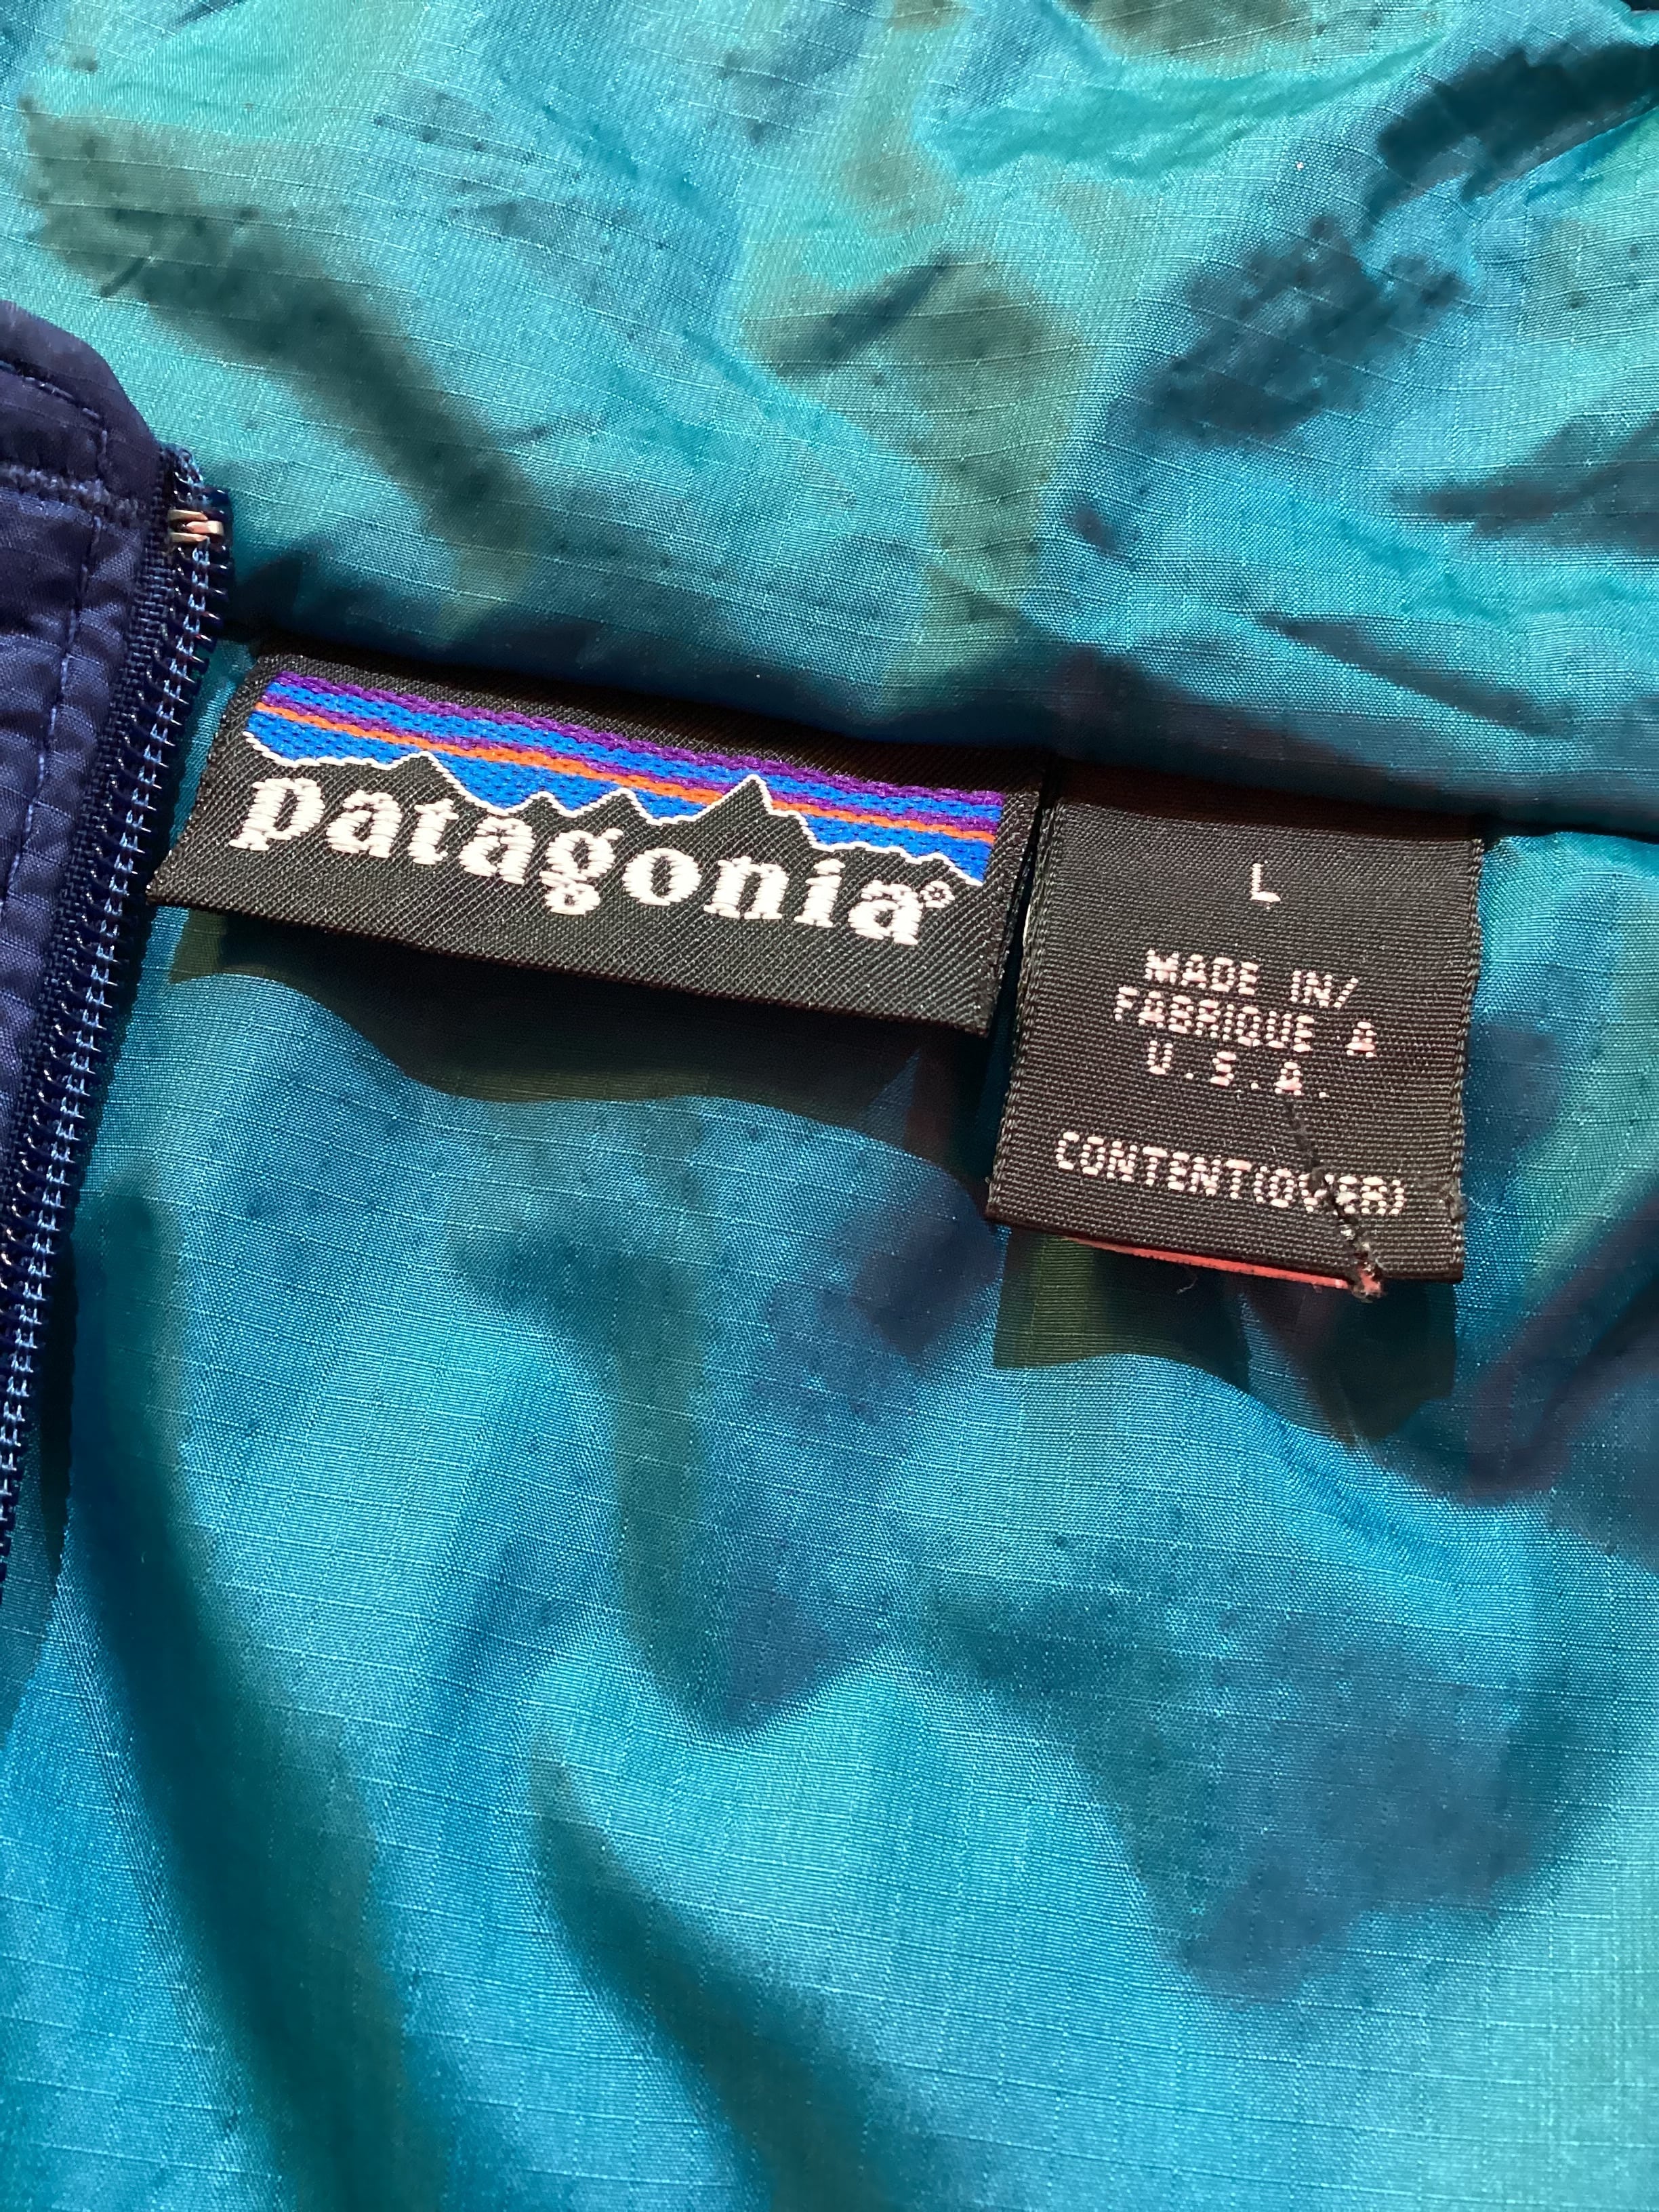 patagonia®
L
MADE IN/
FABRIQUE A
U.S.A.
CONTENT(OVER)